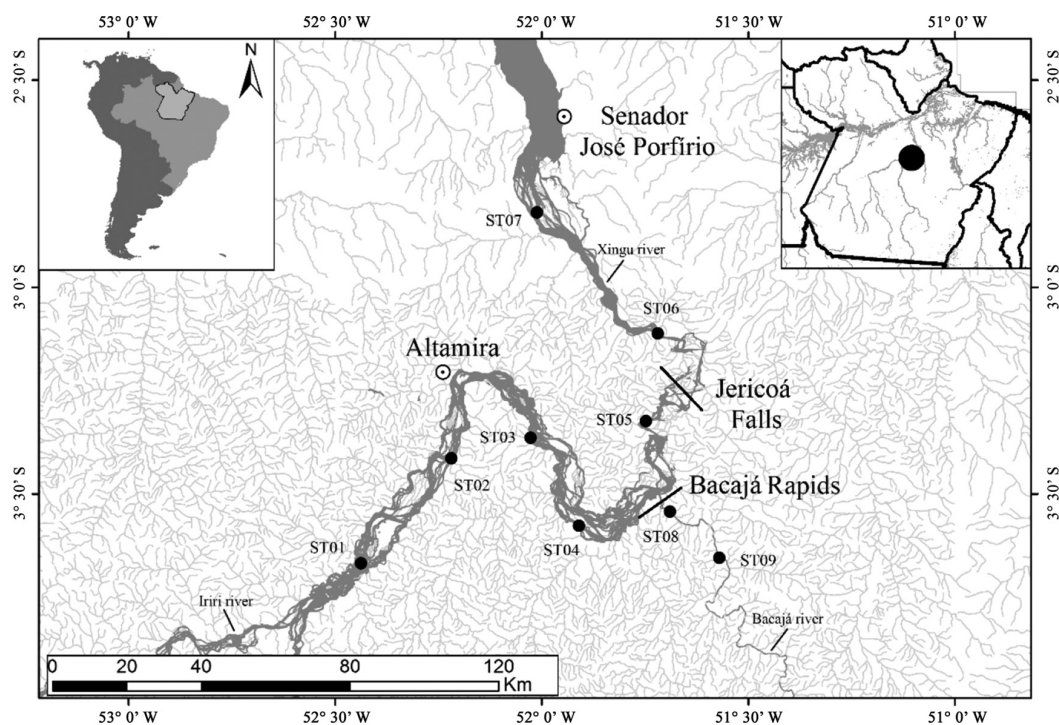 53° 0' W
52° 30' W
52° 0' W
51° 30' W
51° 0' W
N
2° 30' S
2° 30' S
Senador
José Porfírio
ST07
Xingu river
3° 0' S
3° 0' S
ST06
Altamira
Jericoá
Falls
ST05
ST03
ST02
Bacajá Rapids
3° 30' S
3° 30' S
ST04
ST08
ST01
ST09
Iriri river
Bacajá river
0 20 40 80 120
Km
53° 0' W
52° 30' W
52° 0' W
51° 30' W
51° 0' W